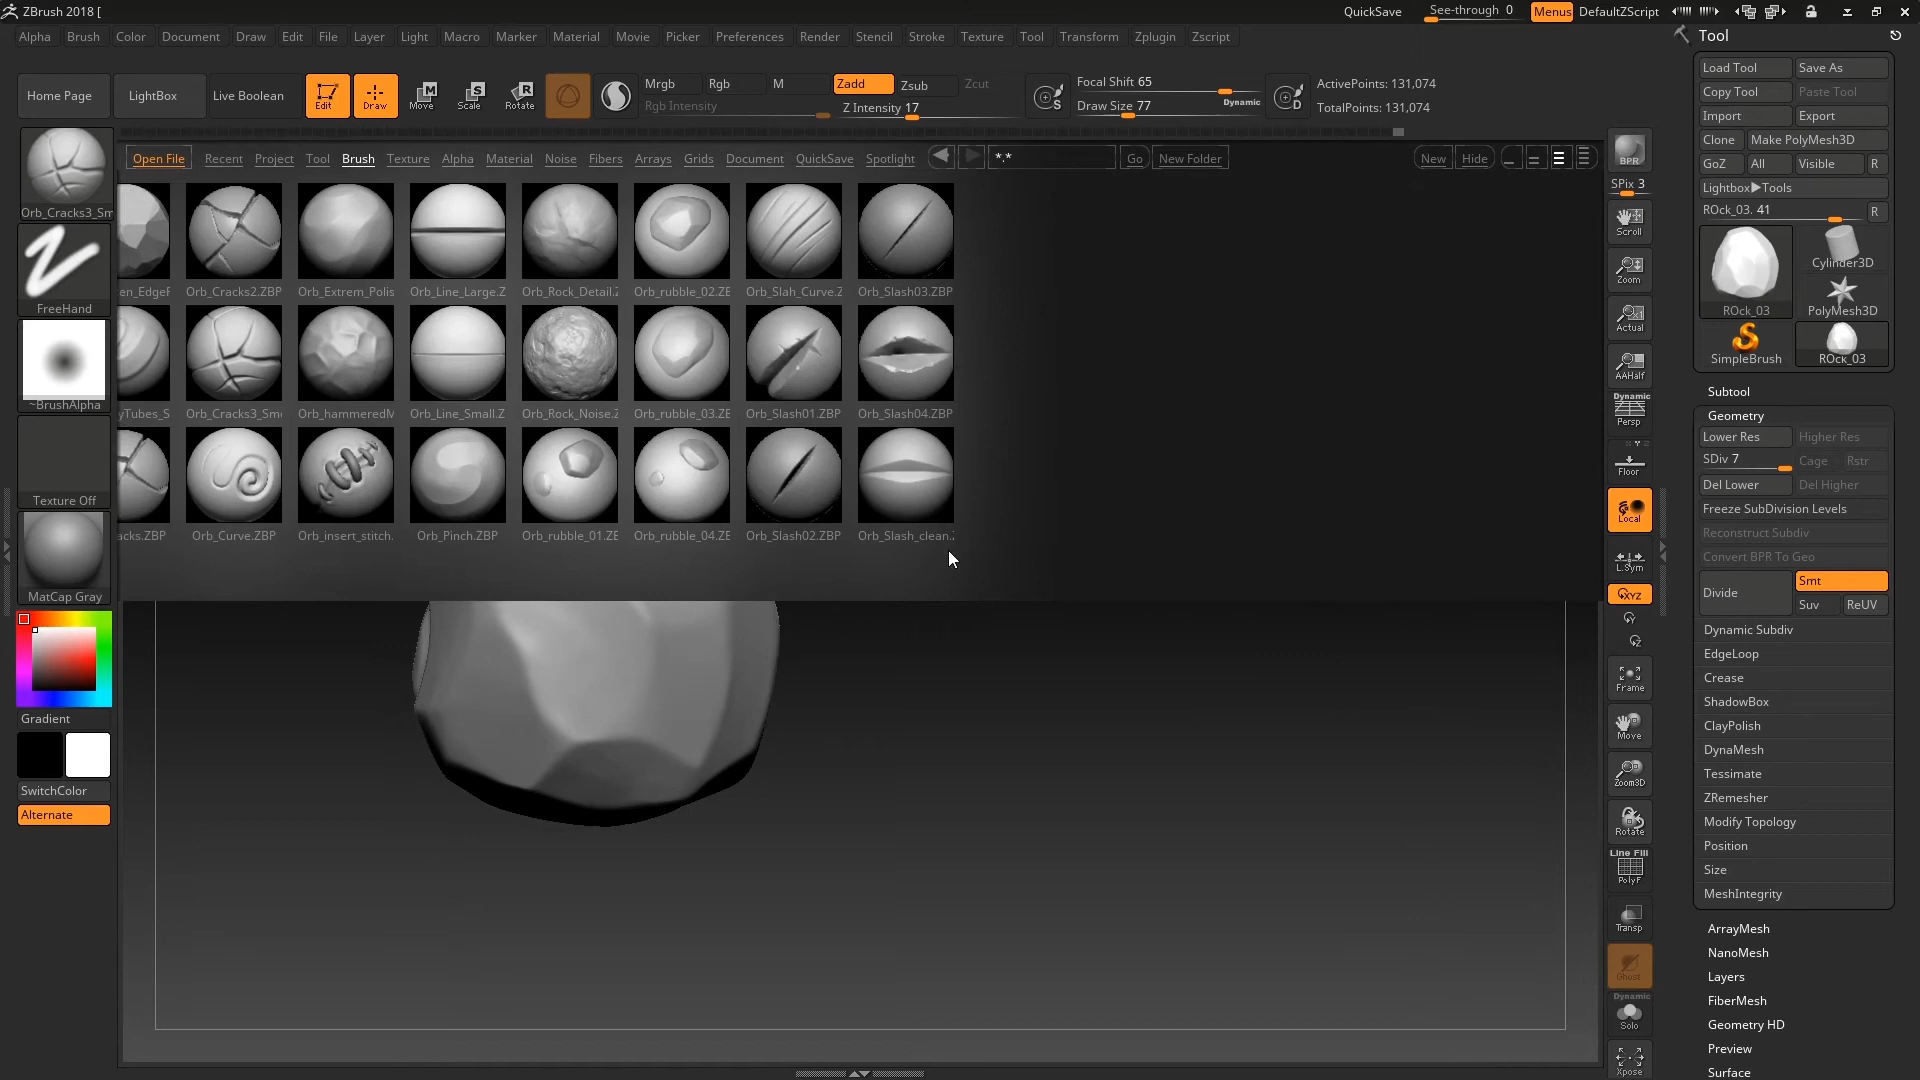 ZBrush 2018 [
QuickSave See-through 0 Menus DefaultZScript
Alpha Brush Color Document Draw Edit File Layer Light Macro Marker Material Movie Picker Preferences Render Stencil Stroke Texture Tool Transform Zplugin Zscript
Home Page LightBox Live Boolean Edit Draw Move Scale Rotate
Mrgb Rgb M Zadd Zsub Zcut
Rgb Intensity Z Intensity 17
Focal Shift 65
Draw Size 77 Dynamic
ActivePoints: 131,074
TotalPoints: 131,074
Open File Recent Project Tool Brush Texture Alpha Material Noise Fibers Arrays Grids Document QuickSave Spotlight *.* Go New Folder New Hide
en_EdgeF Orb_Cracks2.ZBP Orb_Extrem_Polis Orb_Line_Large.Z Orb_Rock_Detail.Z Orb_rubble_02.ZE Orb_Slah_Curve.Z Orb_Slash03.ZBP
yTubes_S Orb_Cracks3_Sm Orb_hammeredM Orb_Line_Small.Z Orb_Rock_Noise.Z Orb_rubble_03.ZE Orb_Slash01.ZBP Orb_Slash04.ZBP
acks.ZBP Orb_Curve.ZBP Orb_insert_stitch. Orb_Pinch.ZBP Orb_rubble_01.ZE Orb_rubble_04.ZE Orb_Slash02.ZBP Orb_Slash_clean.
Orb_Cracks3_Sm
FreeHand
~BrushAlpha
Texture Off
MatCap Gray
Gradient
SwitchColor
Alternate
BPR
SPix 3
Scroll
Zoom
Actual
AAHalf
Dynamic
Persp
Floor
Local
L.Sym
XYZ
Y
Z
Frame
Move
Zoom3D
Rotate
Line Fill
PolyF
Transp
Ghost
Dynamic
Solo
Xpose
Tool
Load Tool Save As
Copy Tool Paste Tool
Import Export
Clone Make PolyMesh3D
GoZ All Visible R
Lightbox▶Tools
ROck_03. 41 R
ROck_03 Cylinder3D
PolyMesh3D
SimpleBrush ROck_03
Subtool
Geometry
Lower Res Higher Res
SDiv 7 Cage Rstr
Del Lower Del Higher
Freeze SubDivision Levels
Reconstruct Subdiv
Convert BPR To Geo
Divide Smt
Suv ReUV
Dynamic Subdiv
EdgeLoop
Crease
ShadowBox
ClayPolish
DynaMesh
Tessimate
ZRemesher
Modify Topology
Position
Size
MeshIntegrity
ArrayMesh
NanoMesh
Layers
FiberMesh
Geometry HD
Preview
Surface